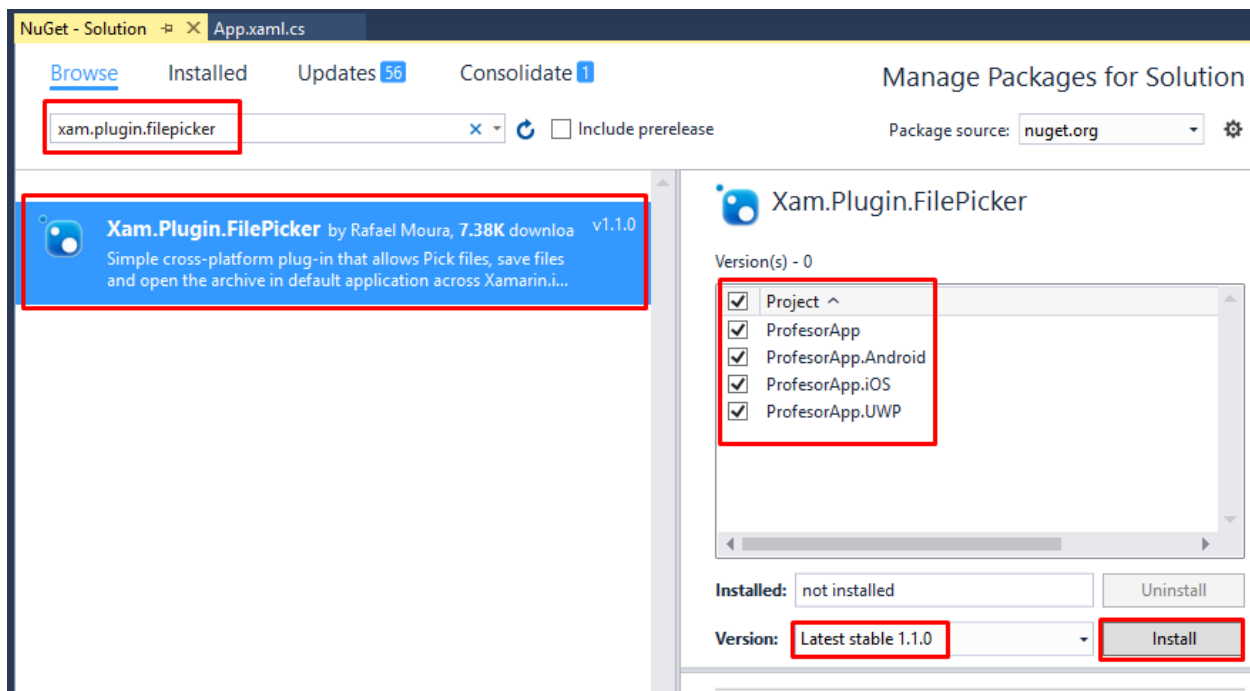 NuGet - Solution
App.xaml.cs
Browse Installed Updates 56 Consolidate 1
Manage Packages for Solution
xam.plugin.filepicker
Include prerelease
Package source: nuget.org
Xam.Plugin.FilePicker by Rafael Moura, 7.38K downloa v1.1.0
Simple cross-platform plug-in that allows Pick files, save files
and open the archive in default application across Xamarin.i...
Xam.Plugin.FilePicker
Version(s) - 0
Project
ProfesorApp
ProfesorApp.Android
ProfesorApp.iOS
ProfesorApp.UWP
Installed: not installed Uninstall
Version: Latest stable 1.1.0 Install